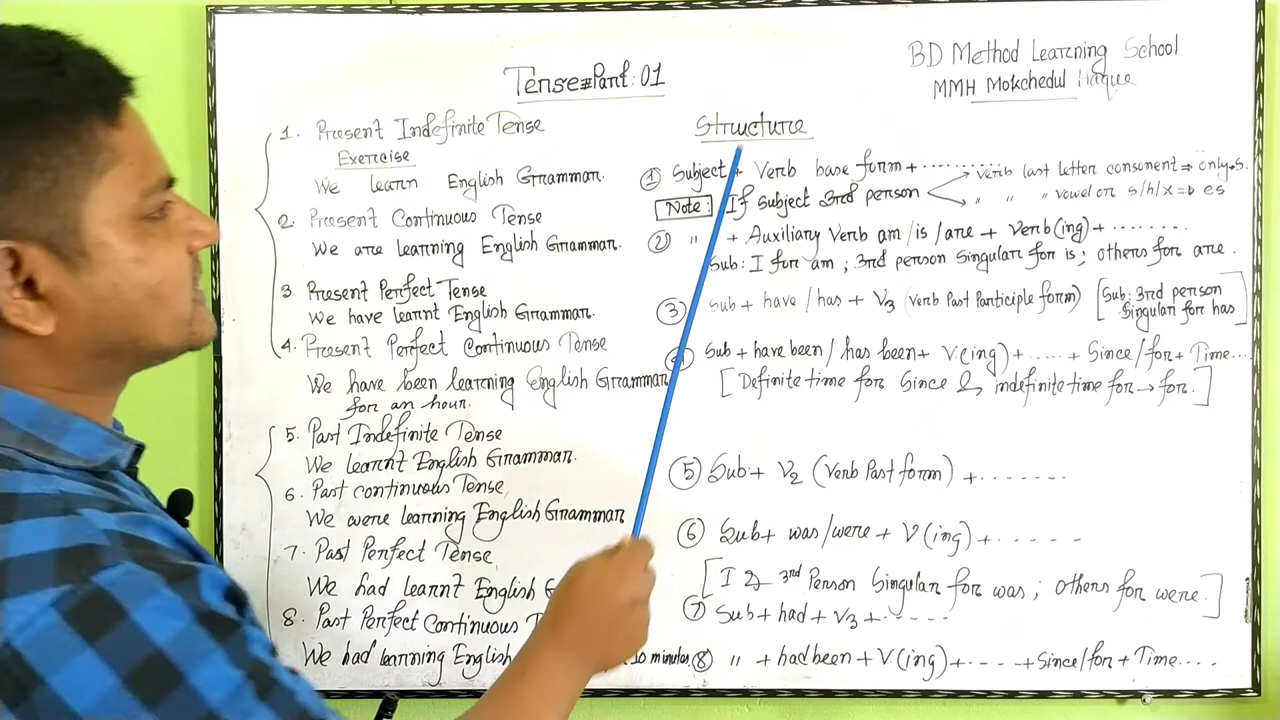 BD Method Learning School
MMH Mokchedul Haque
Tense Part: 01
1. Present Indefinite Tense
Exercise
We learn English Grammar.
2. Present Continuous Tense
We are learning English Grammar.
3 Present Perfect Tense
We have learnt English Grammar.
4. Present Perfect Continuous Tense
We have been learning English Grammar
for an hour.
5. Past Indefinite Tense
We learnt English Grammar.
6. Past continuous Tense,
We were learning English Grammar
7. Past Perfect Tense,
We had learnt English G
8. Past Perfect Continuous T
We had learning English 10 minutes.
Structure
① Subject + Verb base form + .......... verb last letter consonent ⇒ only s.
Note: If subject 3rd person " " " vowel or s/h/x ⇒ es
② " + Auxiliary Verb am/is/are + Verb(ing) + ........
Sub: I for am ; 3rd person Singular for is; others for are.
③ Sub + have/has + V3 (Verb Past Participle form) [Sub: 3rd person
Singular for has]
Sub + have been/has been + V.(ing) + ..... + Since/for + Time...
[Definite time for Since & indefinite time for → for.]
⑤ Sub + V2 (Verb Past form) + .......
⑥ Sub + was/were + V(ing) + .....
[I & 3rd Person Singular for was; Others for were.]
⑦ Sub + had + V3 + .....
⑧ " + had been + V.(ing) + .... + Since/for + Time....